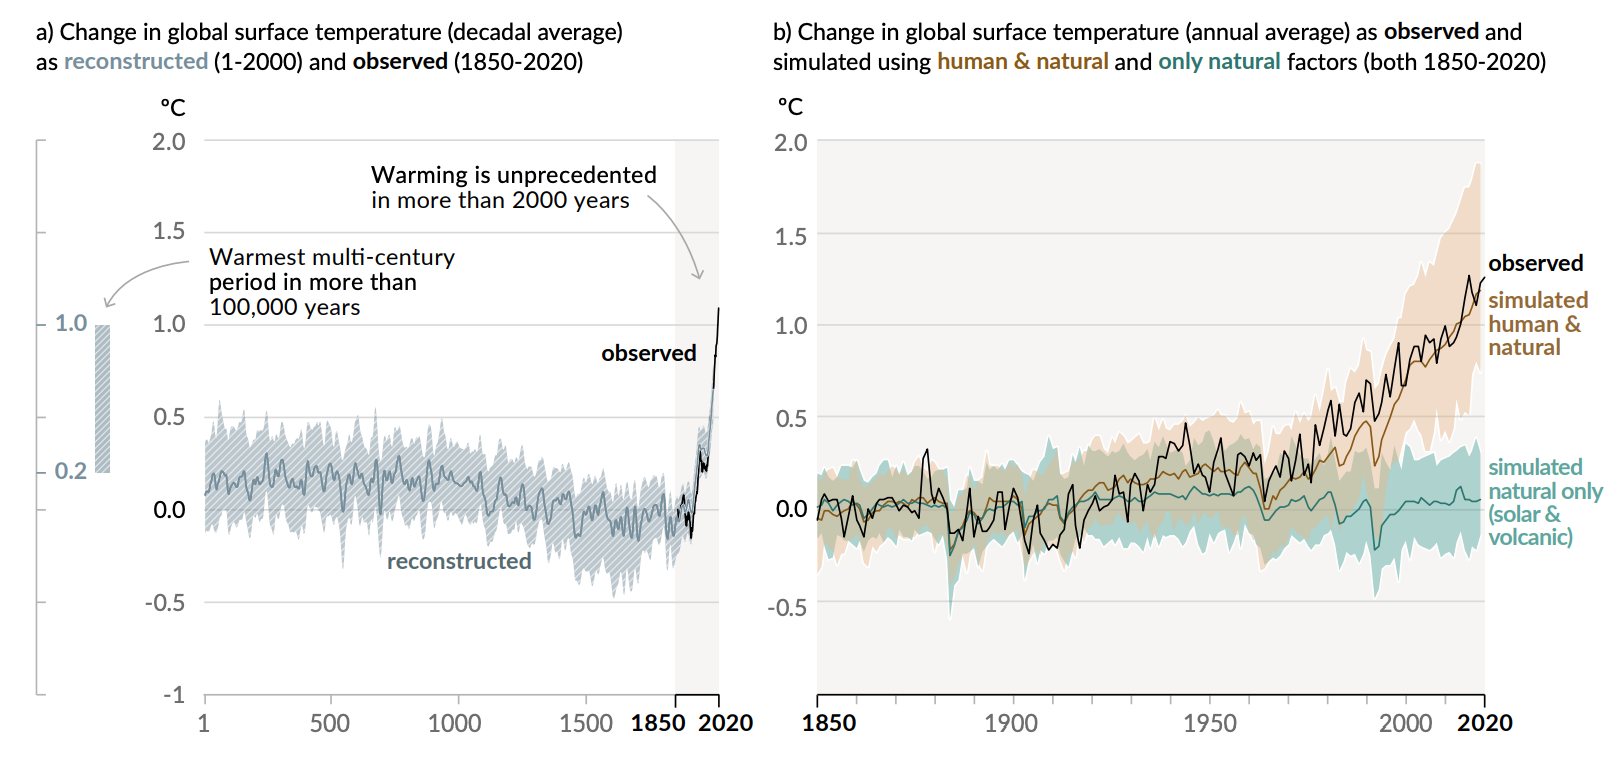 a) Change in global surface temperature (decadal average)
as reconstructed (1-2000) and observed (1850-2020)
ºC
2.0
1.5
1.0
0.5
0.0
-0.5
-1
1.0
0.2
Warming is unprecedented
in more than 2000 years
Warmest multi-century
period in more than
100,000 years
observed
reconstructed
1
500
1000
1500
1850
2020
b) Change in global surface temperature (annual average) as observed and
simulated using human & natural and only natural factors (both 1850-2020)
ºC
2.0
1.5
1.0
0.5
0.0
-0.5
observed
simulated
human &
natural
simulated
natural only
(solar &
volcanic)
1850
1900
1950
2000
2020